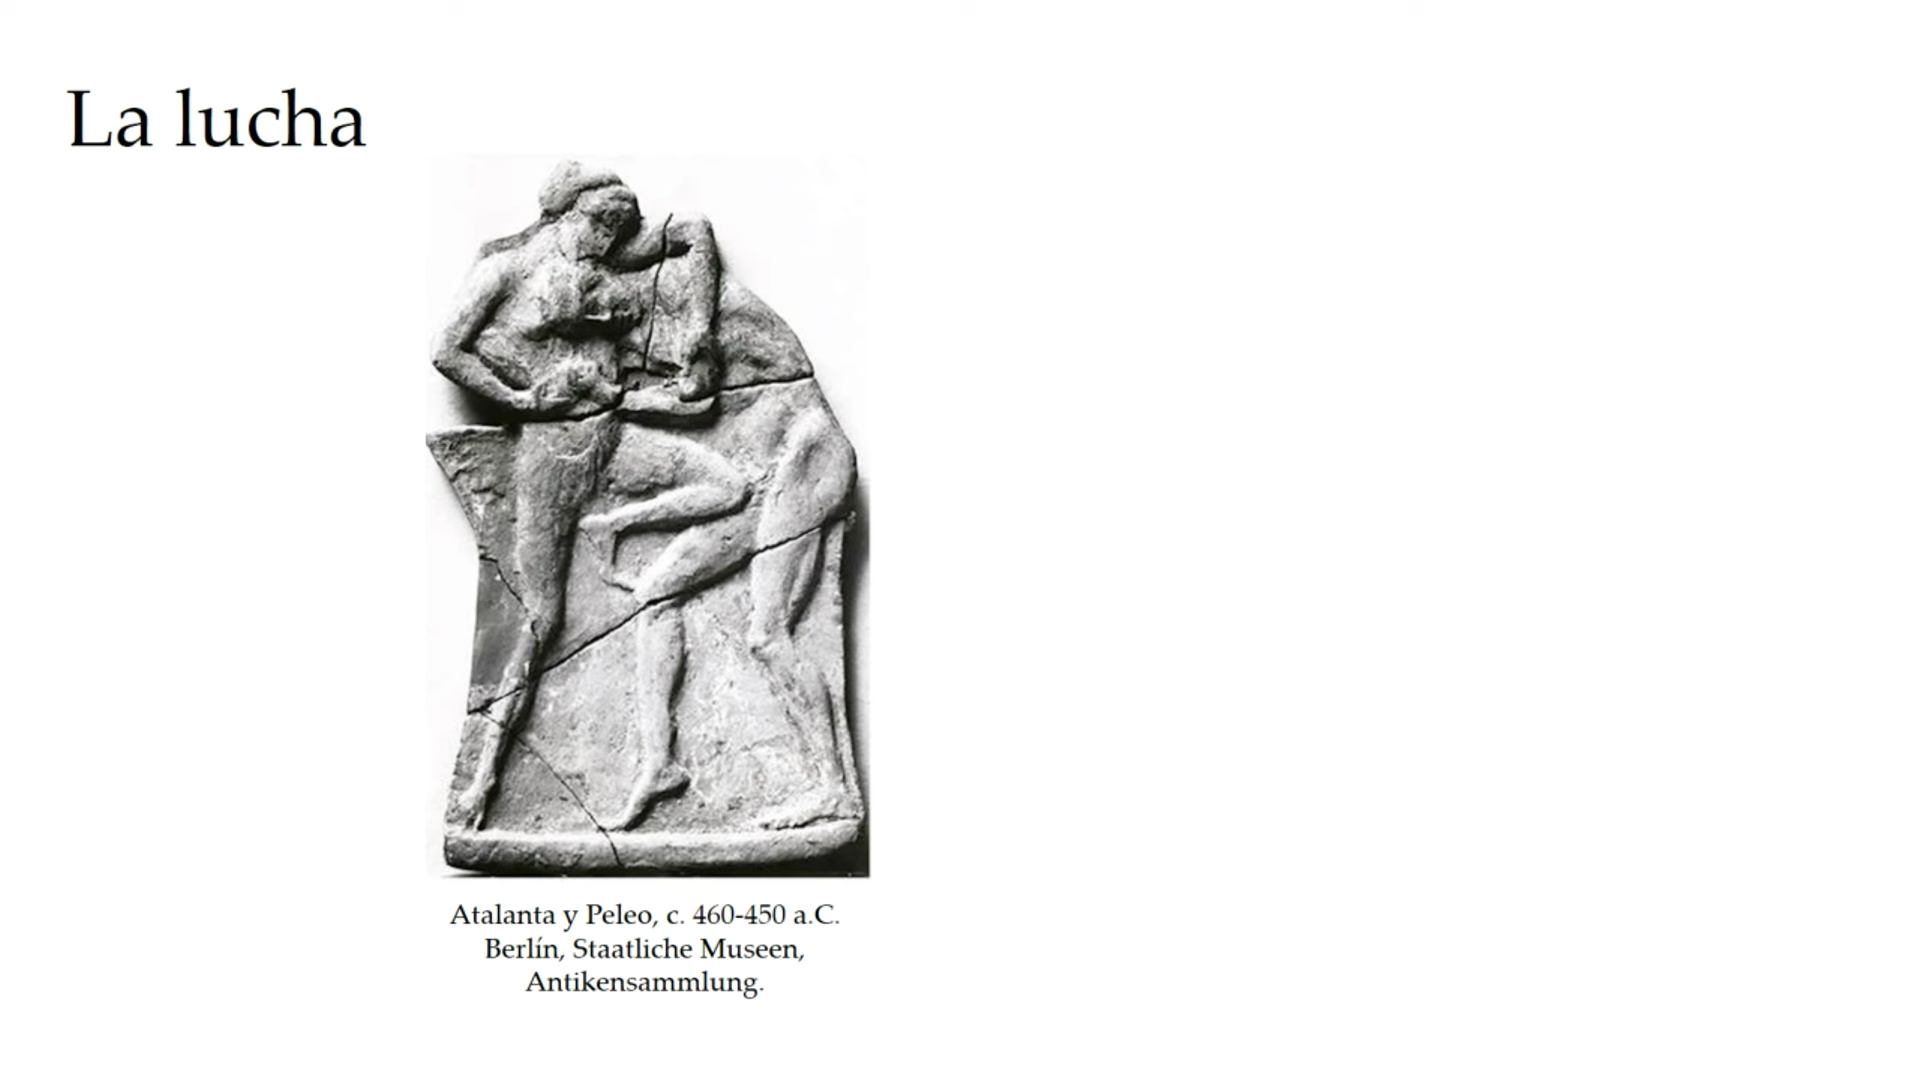 La lucha
Atalanta y Peleo, c. 460-450 a.C.
Berlín, Staatliche Museen,
Antikensammlung.